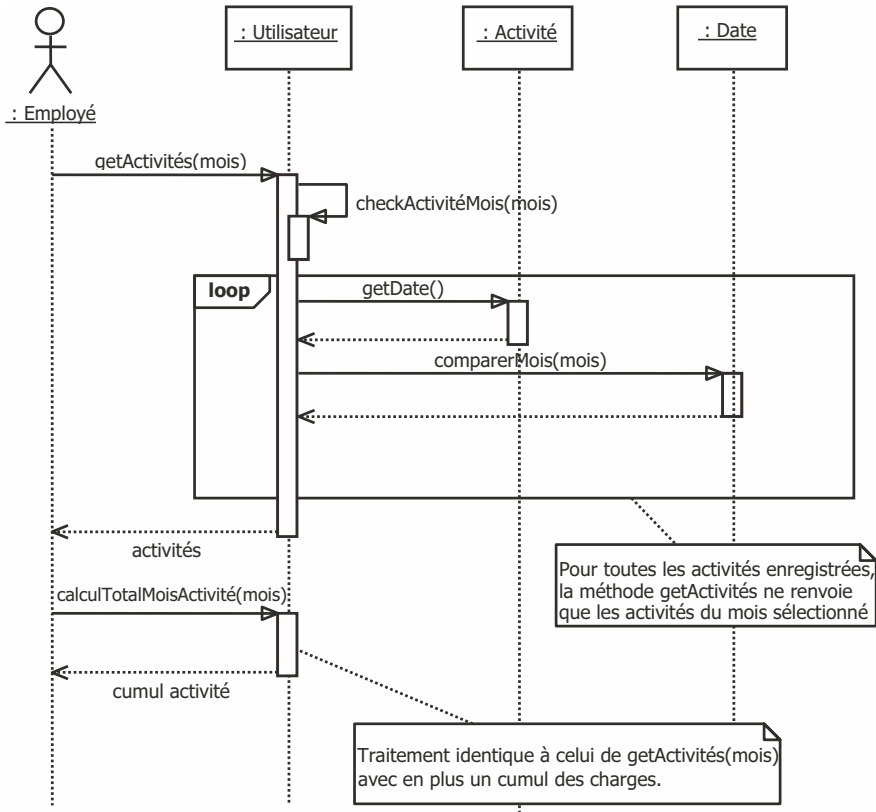 : Utilisateur
: Activité
: Date
: Employé
getActivités(mois)
checkActivitéMois(mois)
loop
getDate()
comparerMois(mois)
activités
Pour toutes les activités enregistrées,
la méthode getActivités ne renvoie
que les activités du mois sélectionné
calculTotalMoisActivité(mois)
cumul activité
Traitement identique à celui de getActivités(mois)
avec en plus un cumul des charges.